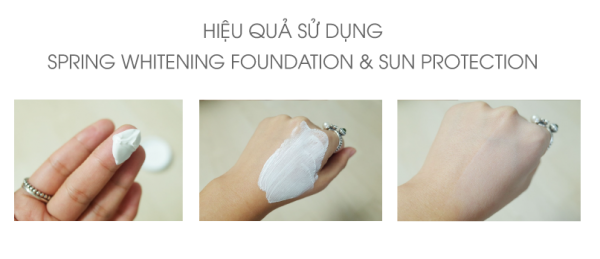 HIỆU QUẢ SỬ DỤNG
SPRING WHITENING FOUNDATION & SUN PROTECTION